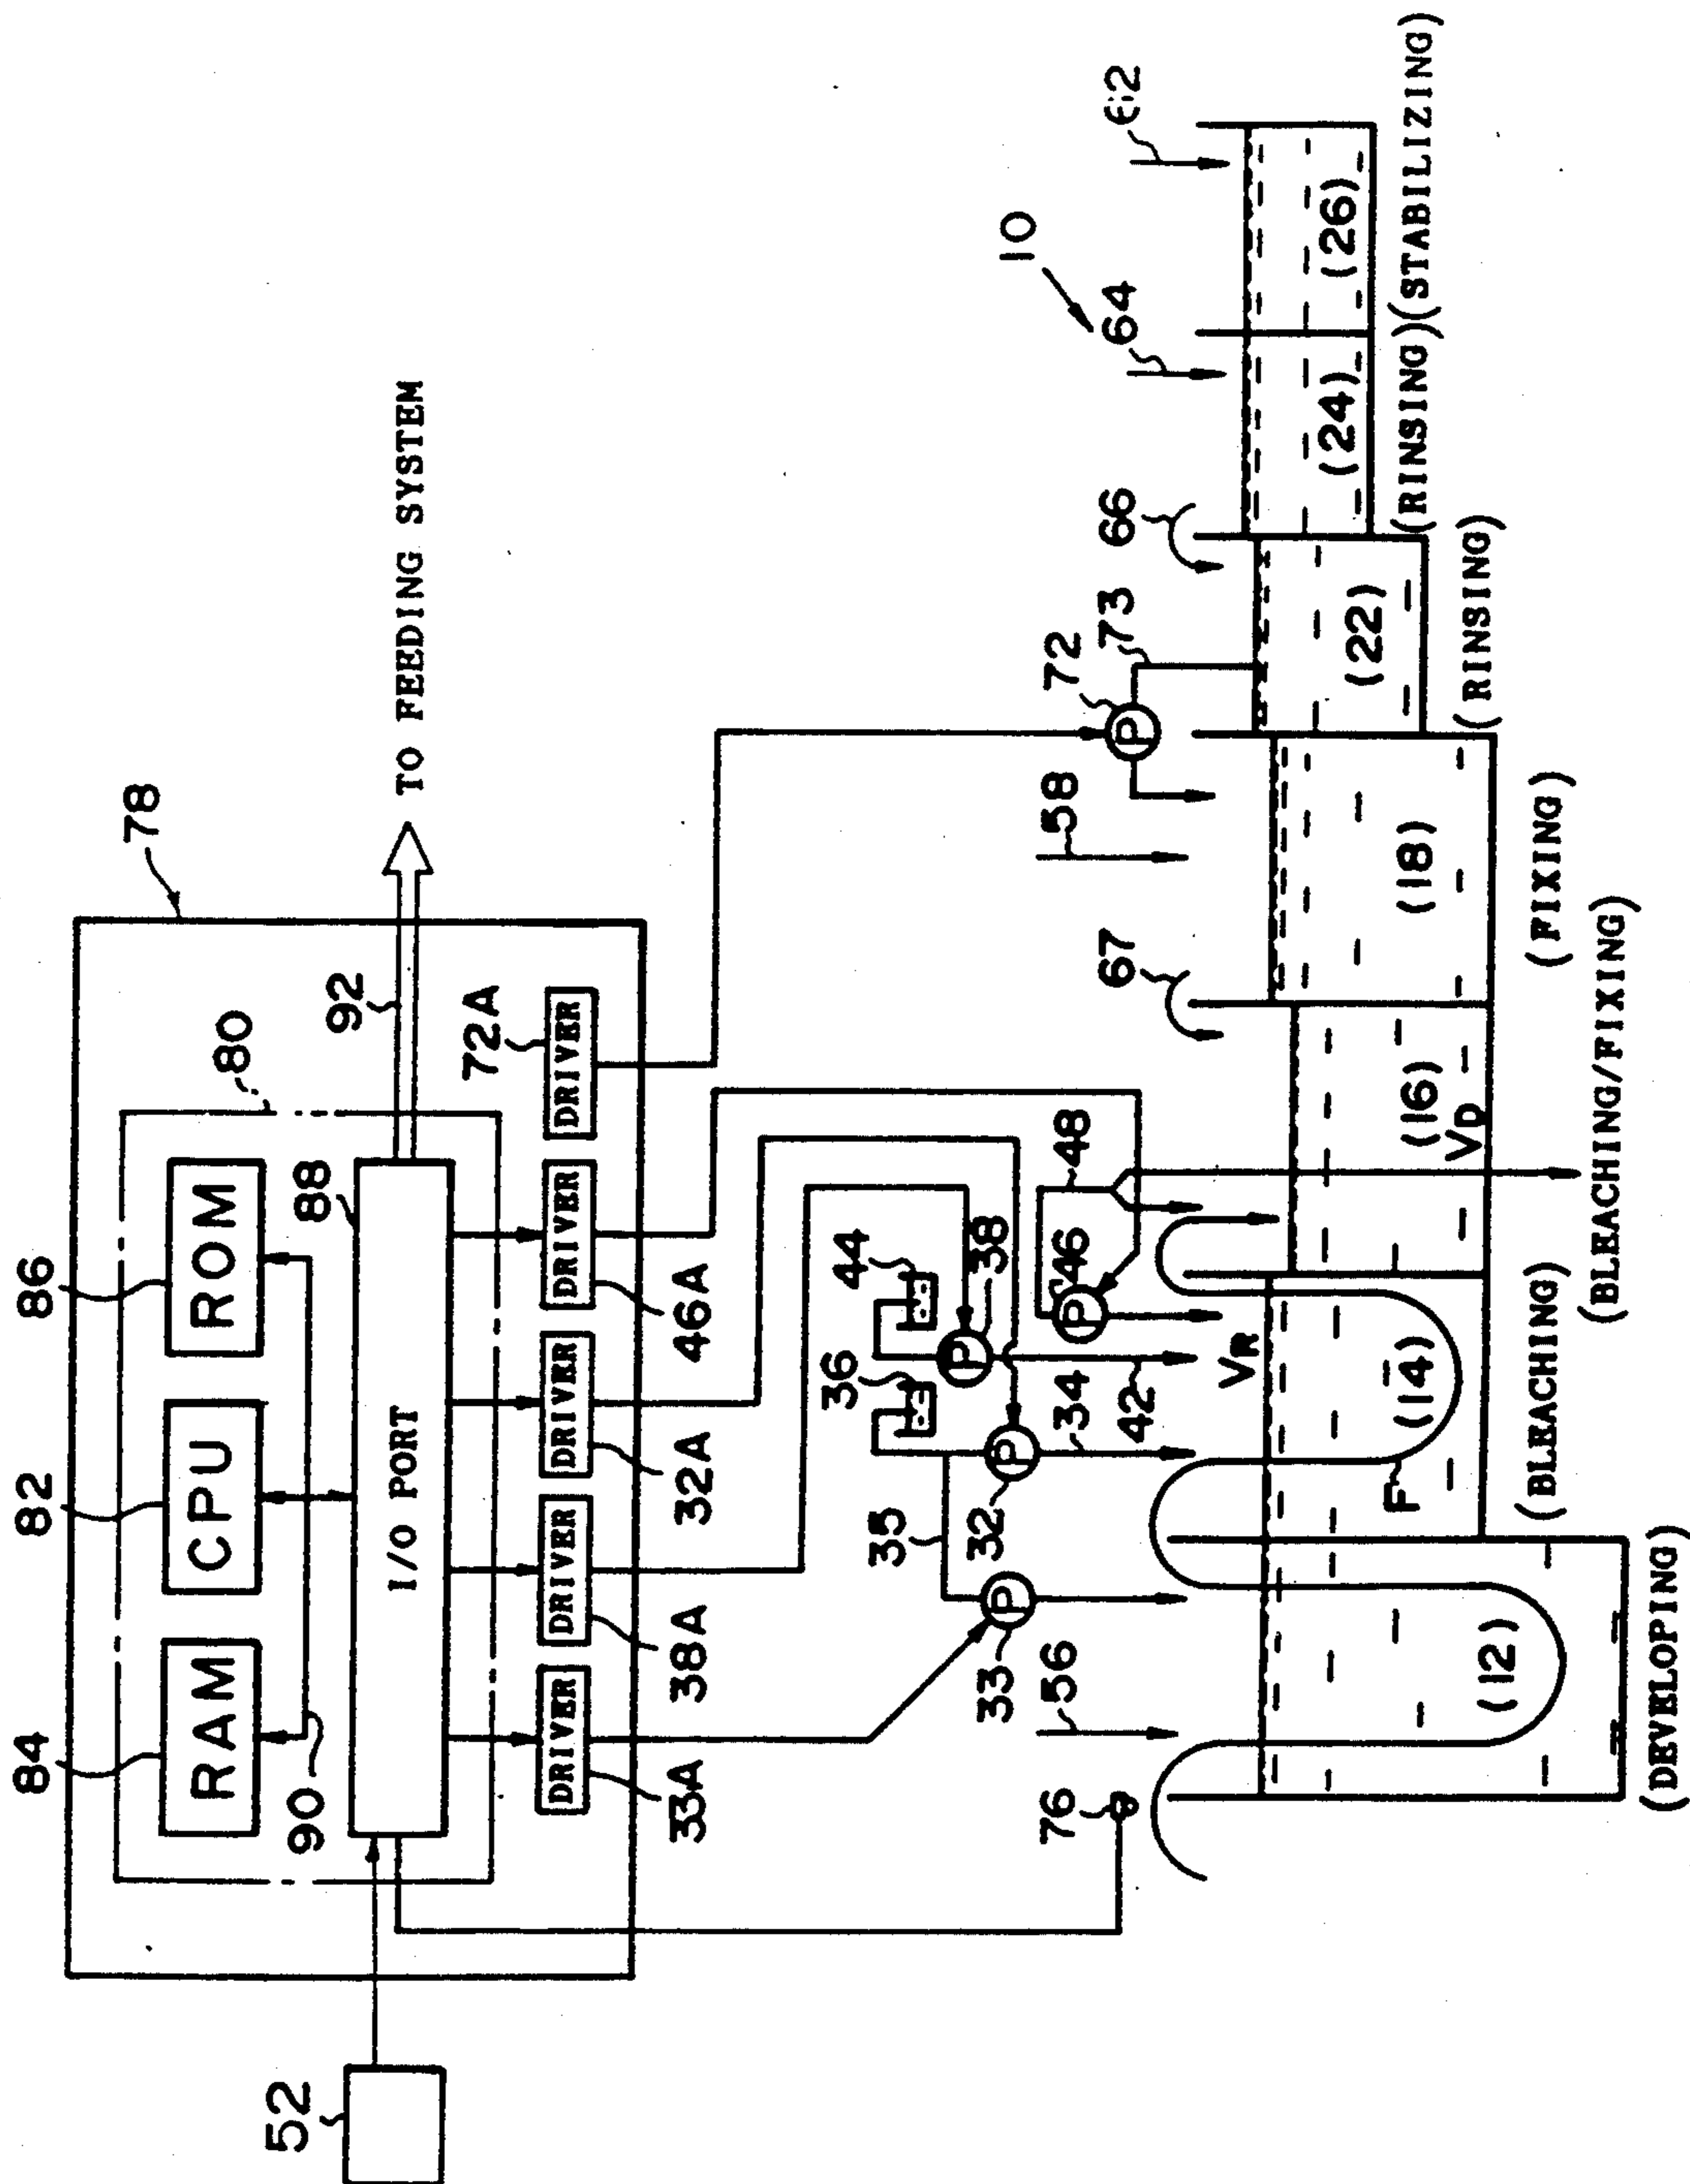 78
86
82
84
ROM
CPU
RAM
80
88
90
I/O PORT
92
TO FEEDING SYSTEM
52
DRIVER
DRIVER
DRIVER
DRIVER
DRIVER
33A
38A
32A
46A
72A
76
56
33
P
35
32
P
34
36
44
P
38
42
P
46
48
67
58
72
P
73
66
64
10
62
VR
VD
F
(12)
(14)
(16)
(18)
(22)
(24)
(26)
(DEVELOPING)
(BLEACHING)
(BLEACHING/FIXING)
(FIXING)
(RINSING)
(RINSING)
(STABILIZING)